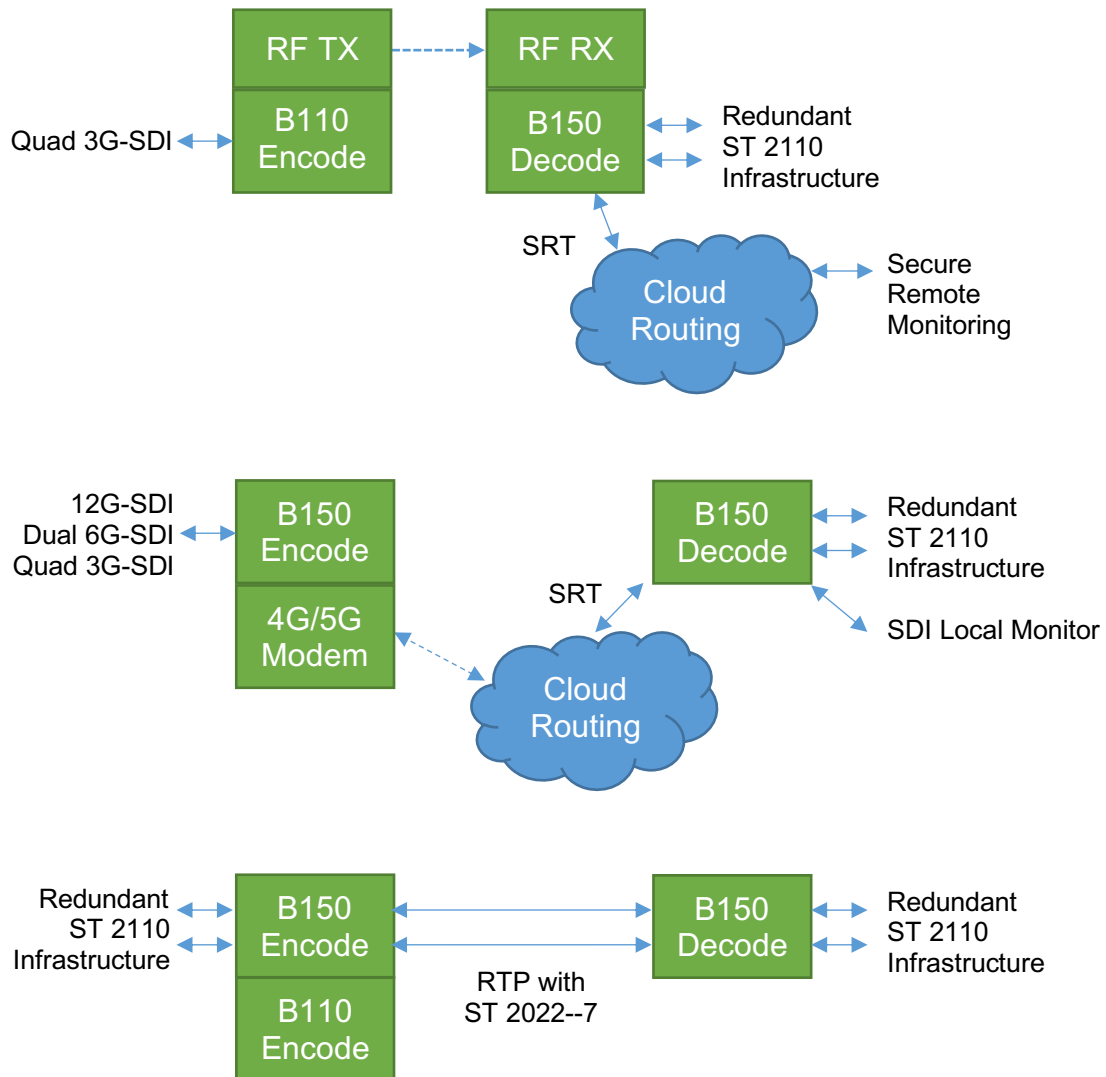 RF TX
RF RX
Quad 3G-SDI
B110
Encode
B150
Decode
Redundant
ST 2110
Infrastructure
SRT
Cloud
Routing
Secure
Remote
Monitoring
12G-SDI
Dual 6G-SDI
Quad 3G-SDI
B150
Encode
4G/5G
Modem
SRT
Cloud
Routing
B150
Decode
Redundant
ST 2110
Infrastructure
SDI Local Monitor
Redundant
ST 2110
Infrastructure
B150
Encode
B110
Encode
RTP with
ST 2022--7
B150
Decode
Redundant
ST 2110
Infrastructure